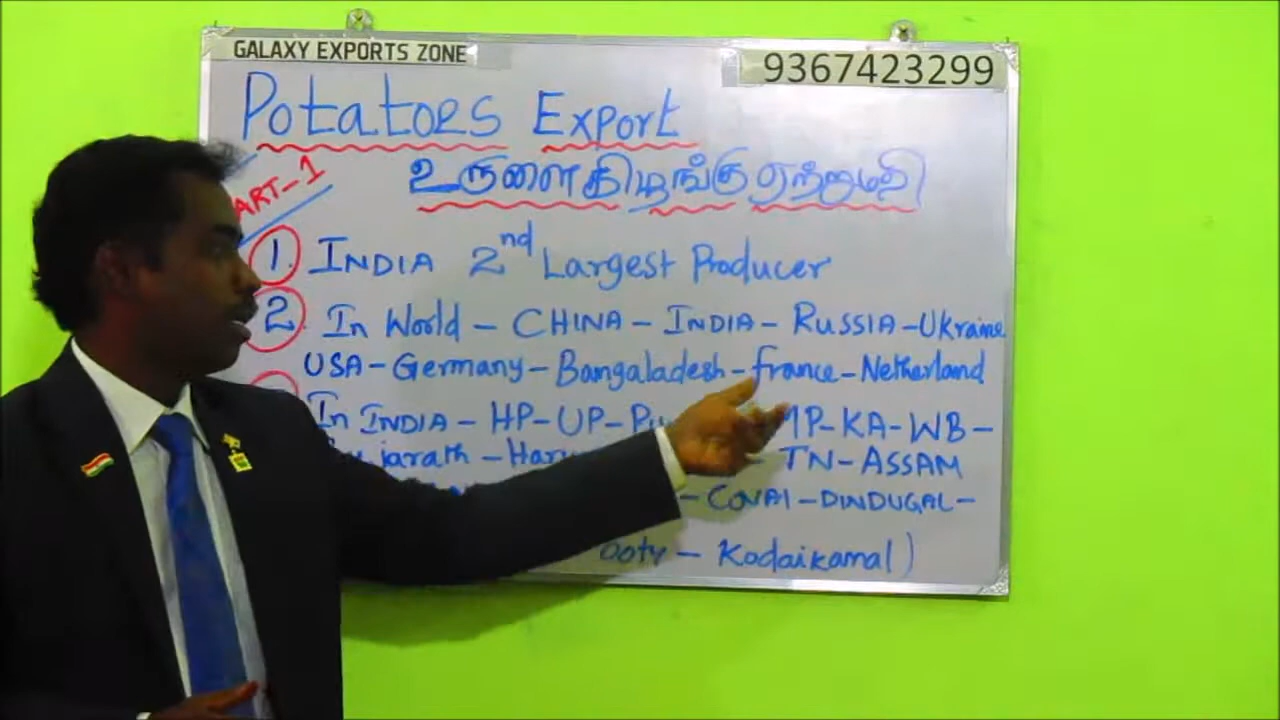 GALAXY EXPORTS ZONE
9367423299
Potatoes Export
உருளைகிழங்கு ஏற்றுமதி
ART-1
1. INDIA 2nd Largest Producer
2. In World - CHINA - INDIA - RUSSIA - Ukraine
USA - Germany - Bangaladesh - France - Netherland
In INDIA - HP - UP - MP - KA - WB -
jarath - TN - ASSAM
- COVAI - DINDUGAL -
Ooty - Kodaikamal)